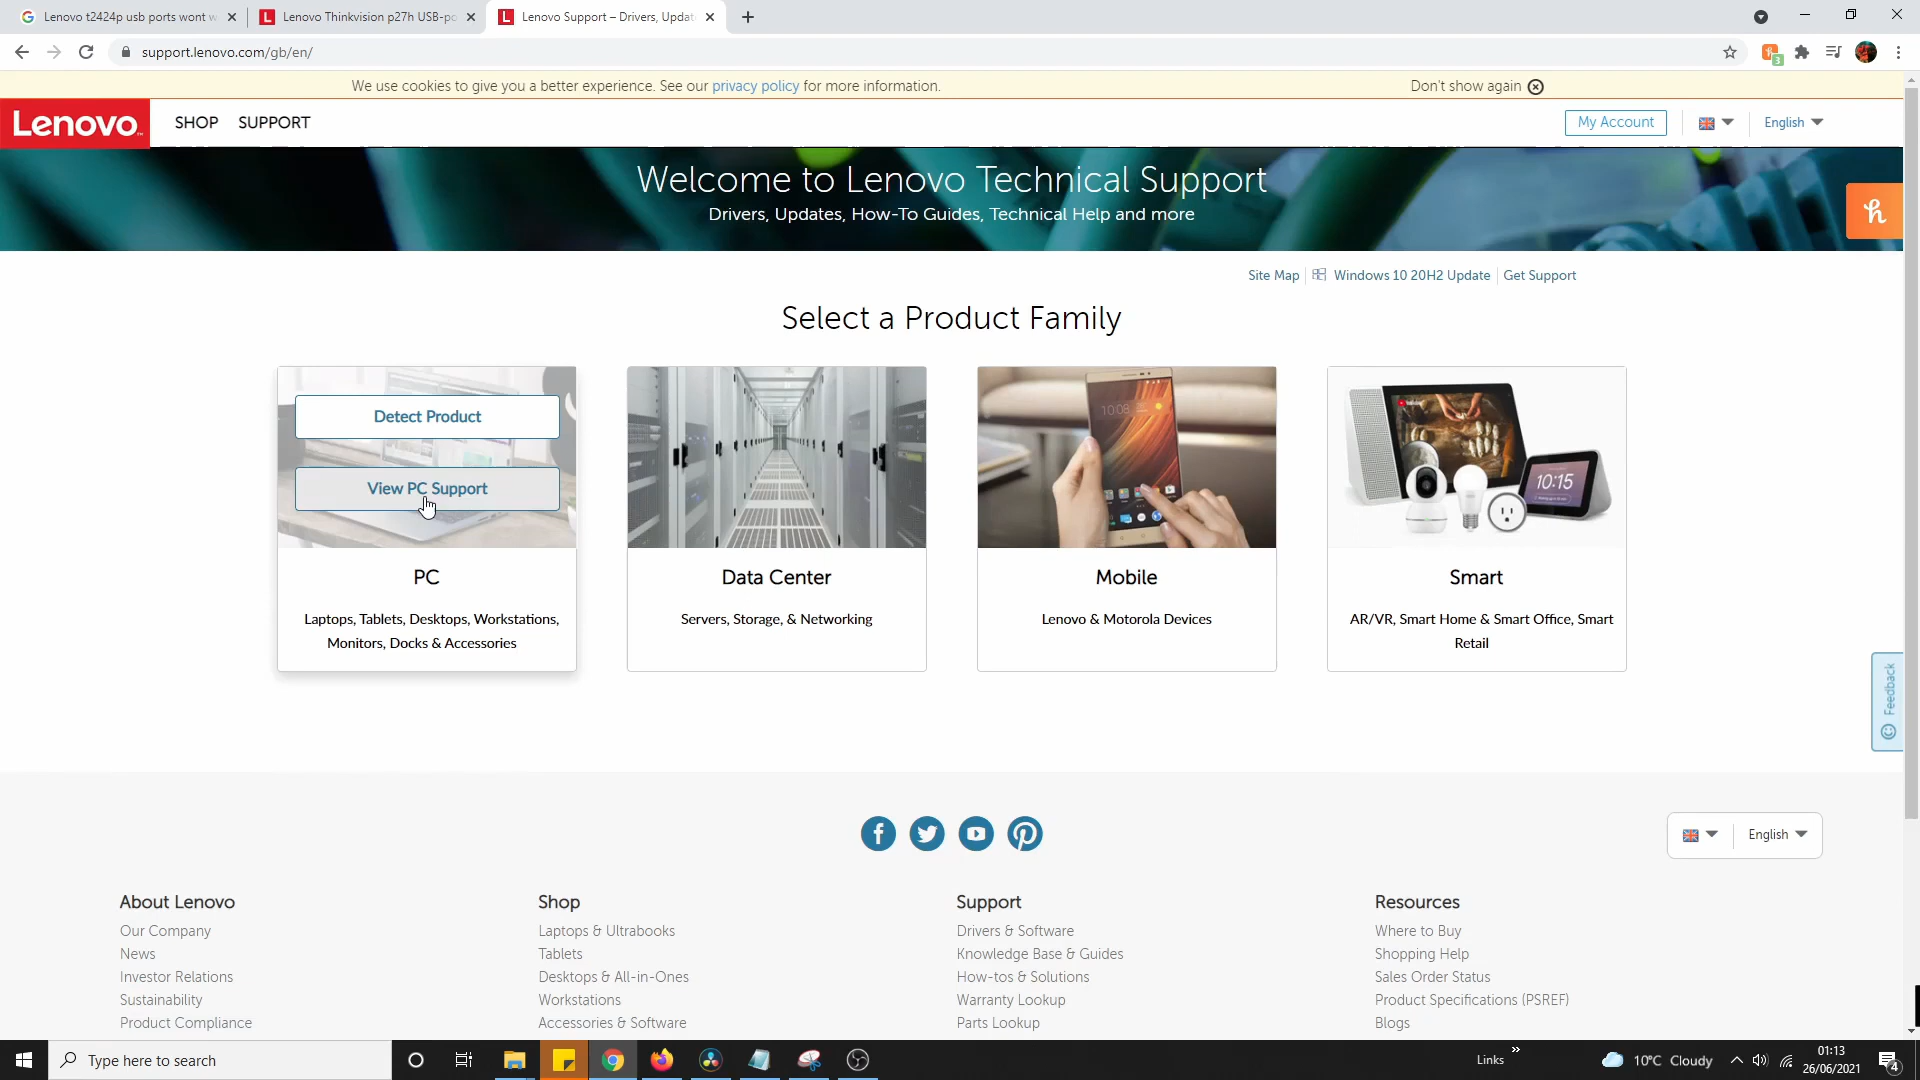 Lenovo t2424p usb ports wont w
Lenovo Thinkvision p27h USB-po
Lenovo Support – Drivers, Updat
support.lenovo.com/gb/en/
3
We use cookies to give you a better experience. See our privacy policy for more information.
Don't show again
Lenovo
SHOP SUPPORT
My Account
English
Welcome to Lenovo Technical Support
Drivers, Updates, How-To Guides, Technical Help and more
Site Map
Windows 10 20H2 Update
Get Support
Select a Product Family
Detect Product
View PC Support
10:08
10:15
PC
Data Center
Mobile
Smart
Laptops, Tablets, Desktops, Workstations,
Monitors, Docks & Accessories
Servers, Storage, & Networking
Lenovo & Motorola Devices
AR/VR, Smart Home & Smart Office, Smart
Retail
Feedback
English
About Lenovo
Our Company
News
Investor Relations
Sustainability
Product Compliance
Shop
Laptops & Ultrabooks
Tablets
Desktops & All-in-Ones
Workstations
Accessories & Software
Support
Drivers & Software
Knowledge Base & Guides
How-tos & Solutions
Warranty Lookup
Parts Lookup
Resources
Where to Buy
Shopping Help
Sales Order Status
Product Specifications (PSREF)
Blogs
Type here to search
Links
10°C Cloudy
01:13
26/06/2021
4